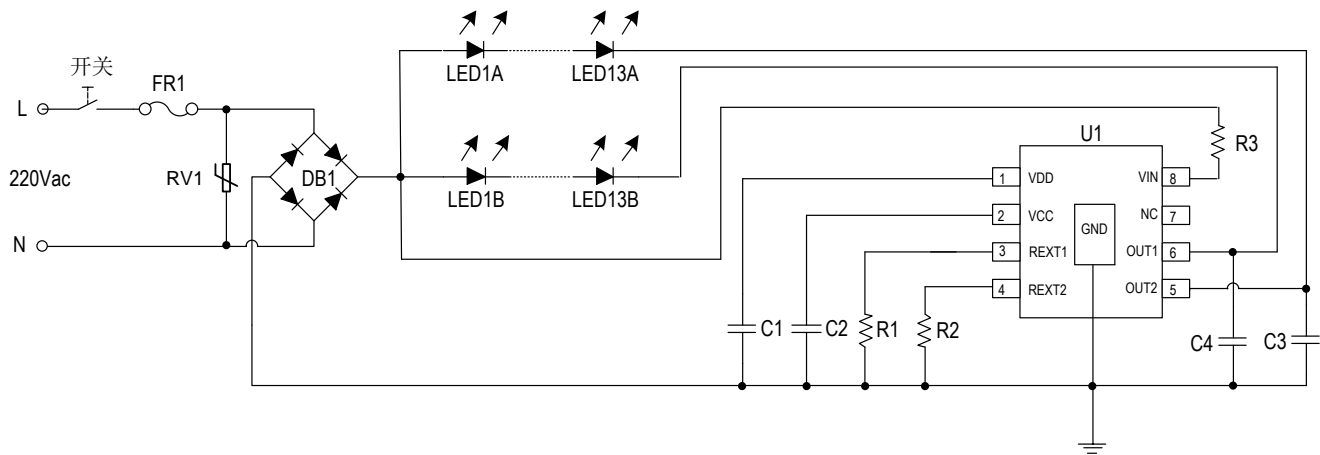 开关
L
FR1
220Vac
RV1
DB1
N
LED1A
LED13A
LED1B
LED13B
U1
R3
1 VDD
VIN 8
2 VCC
NC 7
GND
3 REXT1
OUT1 6
4 REXT2
OUT2 5
C1
C2
R1
R2
C4
C3